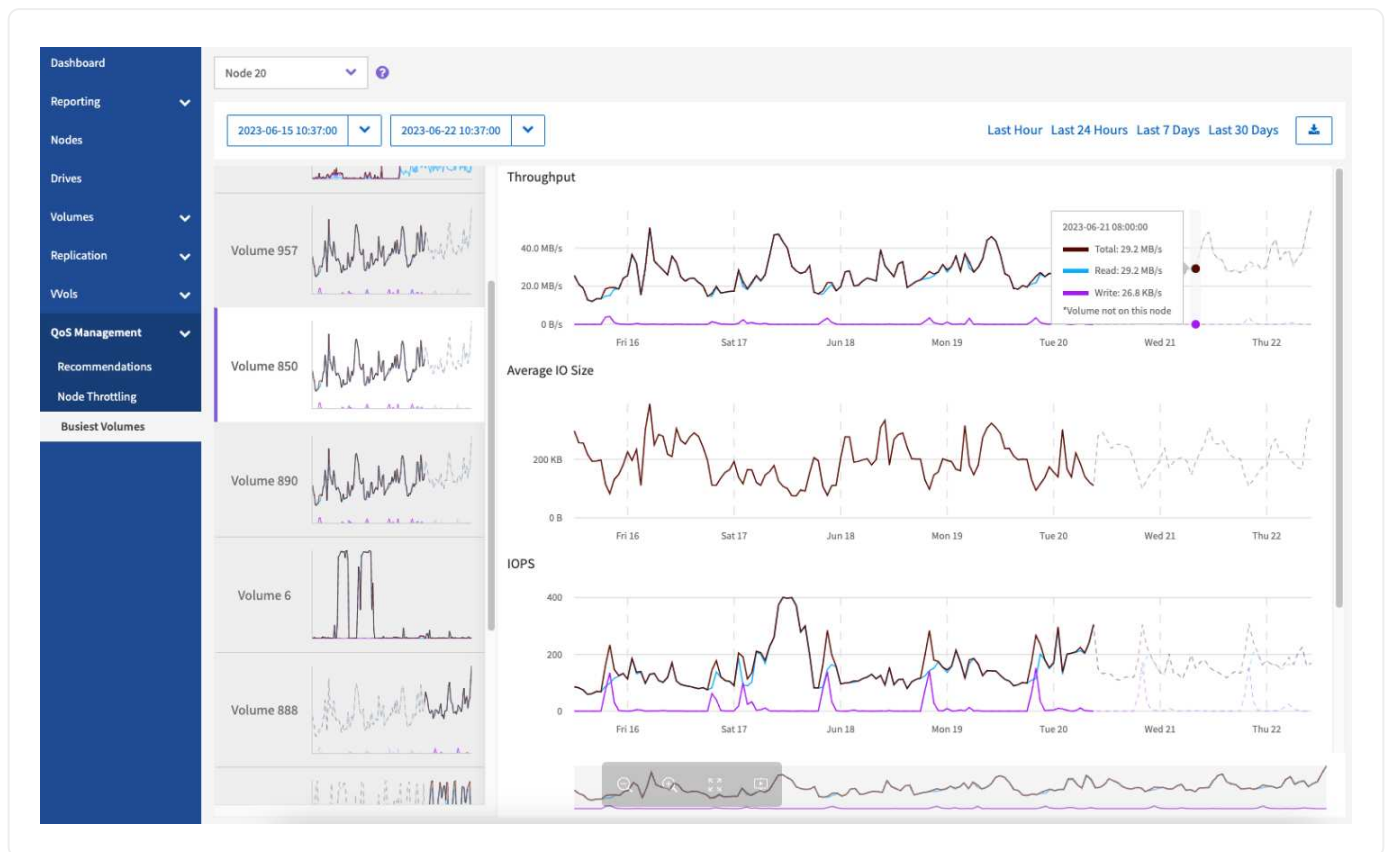 Dashboard
Reporting
Nodes
Drives
Volumes
Replication
VVols
QoS Management
Recommendations
Node Throttling
Busiest Volumes
Node 20
?
2023-06-15 10:37:00
2023-06-22 10:37:00
Last Hour Last 24 Hours Last 7 Days Last 30 Days
Volume 957
Volume 850
Volume 890
Volume 6
Volume 888
Throughput
40.0 MB/s
20.0 MB/s
0 B/s
2023-06-21 08:00:00
Total: 29.2 MB/s
Read: 29.2 MB/s
Write: 26.8 KB/s
*Volume not on this node
Fri 16 Sat 17 Jun 18 Mon 19 Tue 20 Wed 21 Thu 22
Average IO Size
200 KB
0 B
Fri 16 Sat 17 Jun 18 Mon 19 Tue 20 Wed 21 Thu 22
IOPS
400
200
0
Fri 16 Sat 17 Jun 18 Mon 19 Tue 20 Wed 21 Thu 22